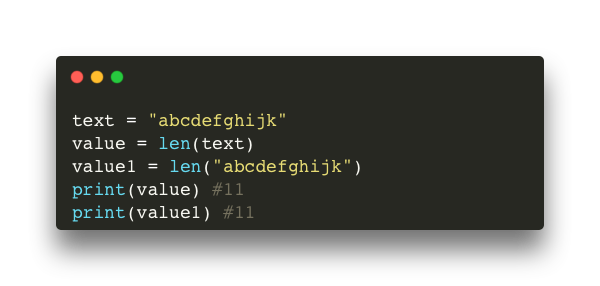 text = "abcdefghijk"
value = len(text)
value1 = len("abcdefghijk")
print(value) #11
print(value1) #11